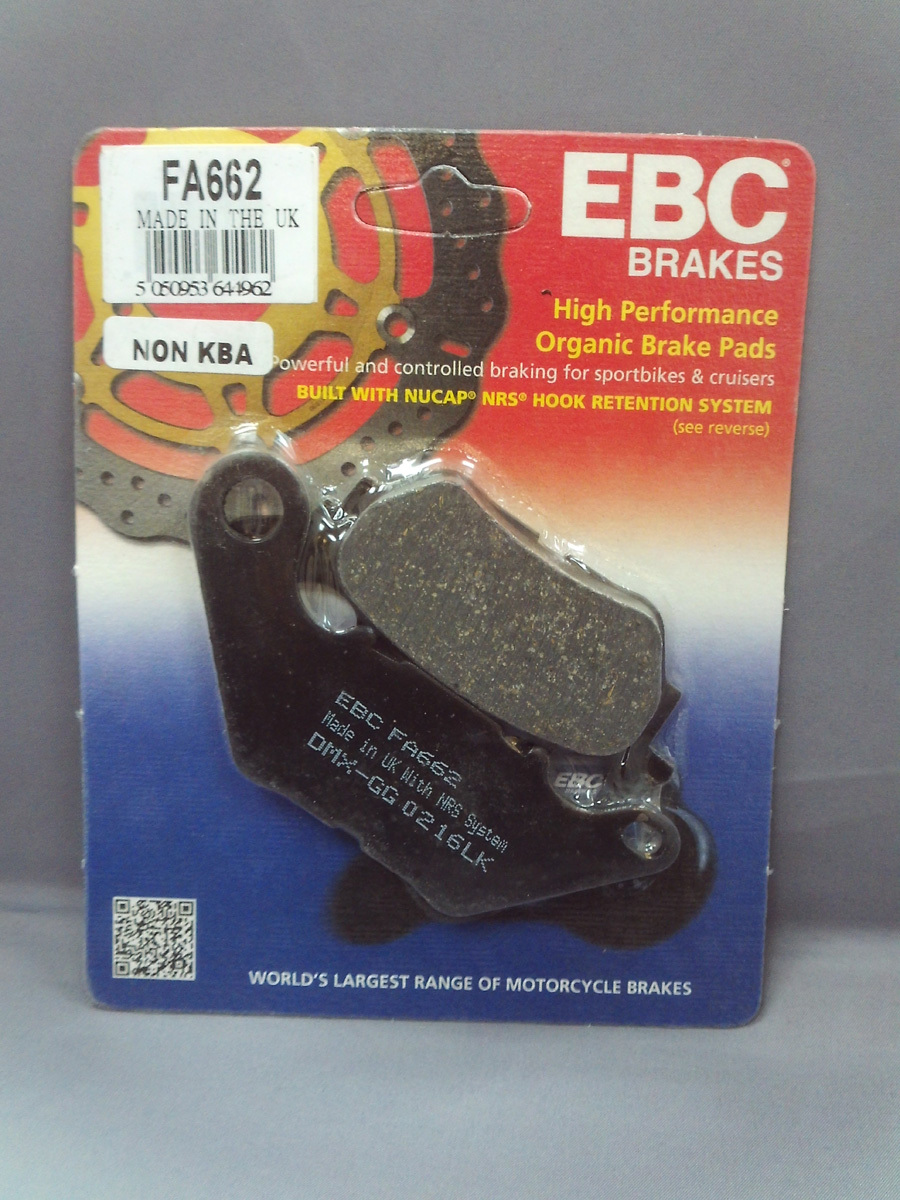 FA662
MADE IN THE UK
5 050953 644962
NON KBA
EBC®
BRAKES
High Performance
Organic Brake Pads
Powerful and controlled braking for sportbikes & cruisers
BUILT WITH NUCAP® NRS® HOOK RETENTION SYSTEM
(see reverse)
EBC FA662
Made in UK With NRS System
DMX-GG 0216LK
EBC
WORLD'S LARGEST RANGE OF MOTORCYCLE BRAKES